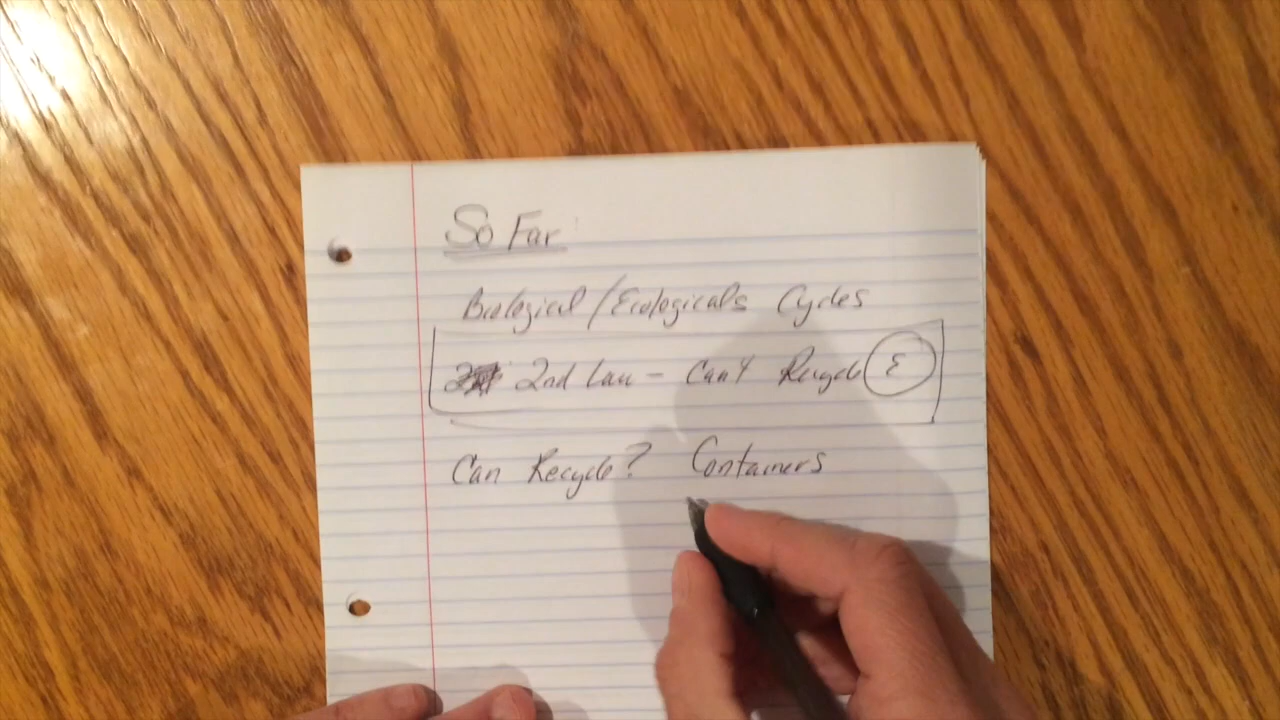 So Far
Biological/Ecologicals Cycles
2nd Law - Can't Recycle E
Can Recycle? Containers